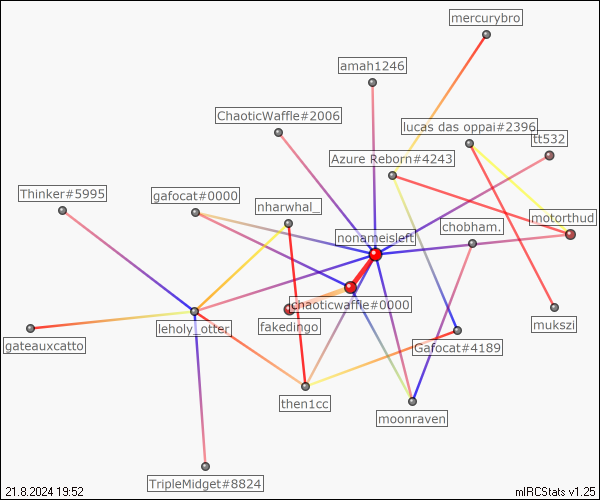 mercurybro
amah1246
ChaoticWaffle#2006
lucas das oppai#2396
tt532
Azure Reborn#4243
Thinker#5995
gafocat#0000
nharwhal_
motorthud
chobham.
nonameisleft
chaoticwaffle#0000
fakedingo
leholy_otter
mukszi
gateauxcatto
Gafocat#4189
then1cc
moonraven
TripleMidget#8824
21.8.2024 19:52
mIRCStats v1.25